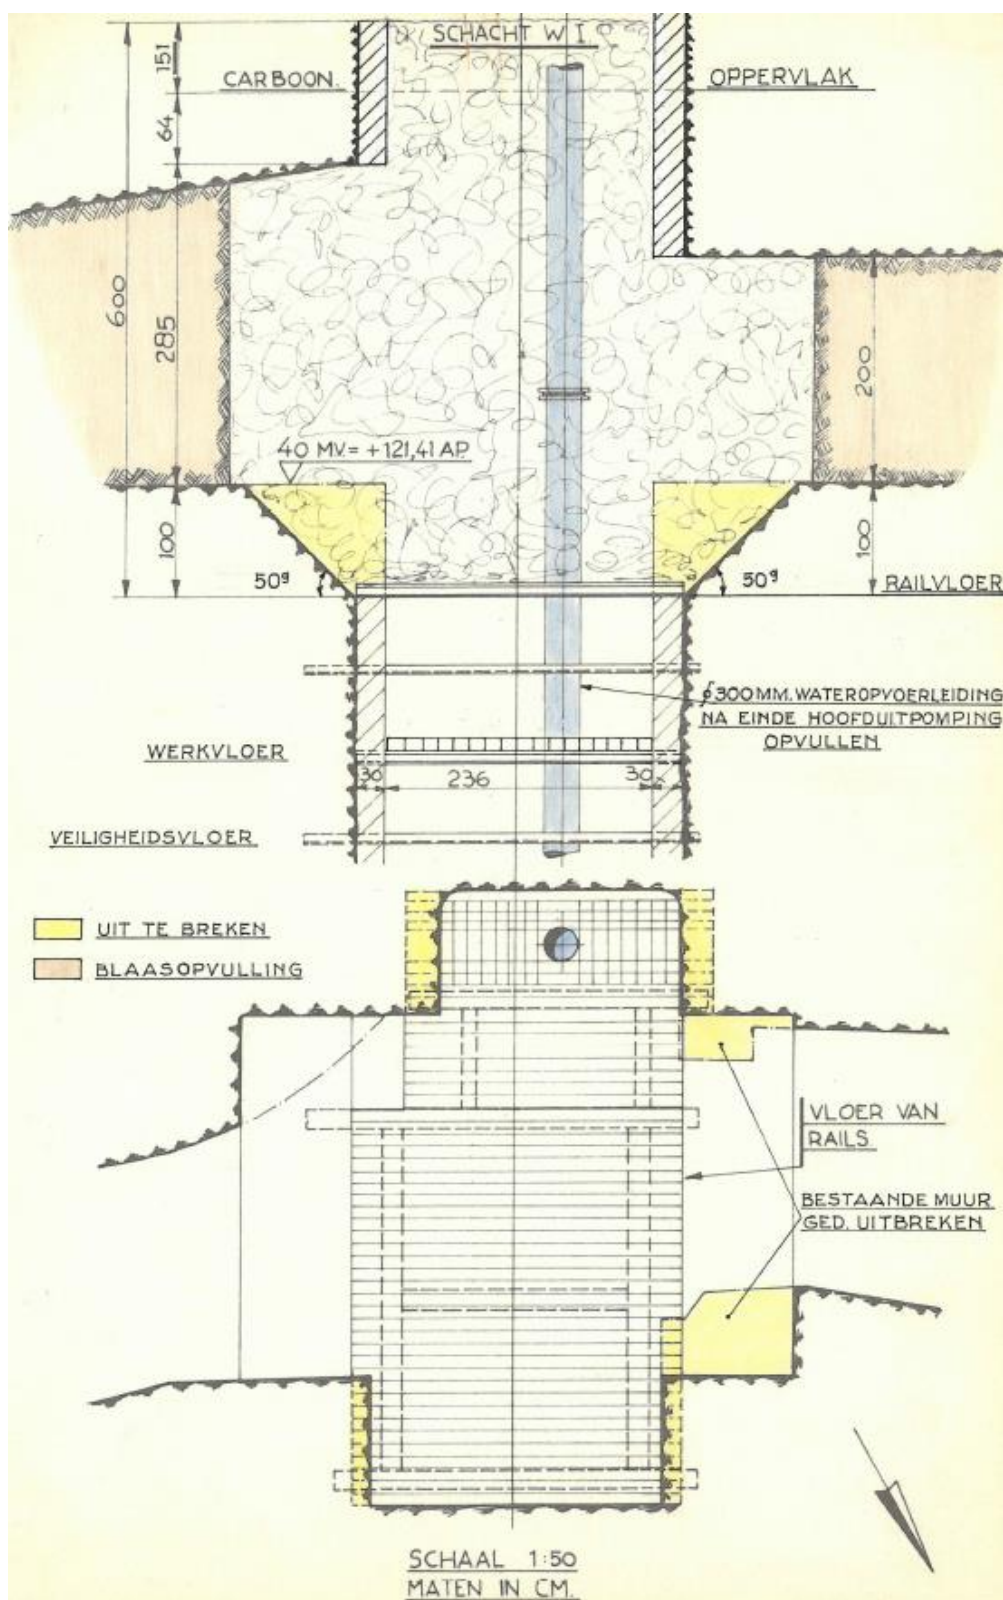 SCHACHT W I.
151
CARBOON.
OPPERVLAK
64
600
285
200
40 MV. = +121,41 AP.
100
100
50g
50g
RAILVLOER
ϕ300 MM. WATEROPVOERLEIDING
NA EINDE HOOFDUITPOMPING
OPVULLEN
WERKVLOER
30
236
30
VEILIGHEIDSVLOER
UIT TE BREKEN
BLAASOPVULLING
VLOER VAN
RAILS
BESTAANDE MUUR
GED. UITBREKEN
SCHAAL 1:50
MATEN IN CM.